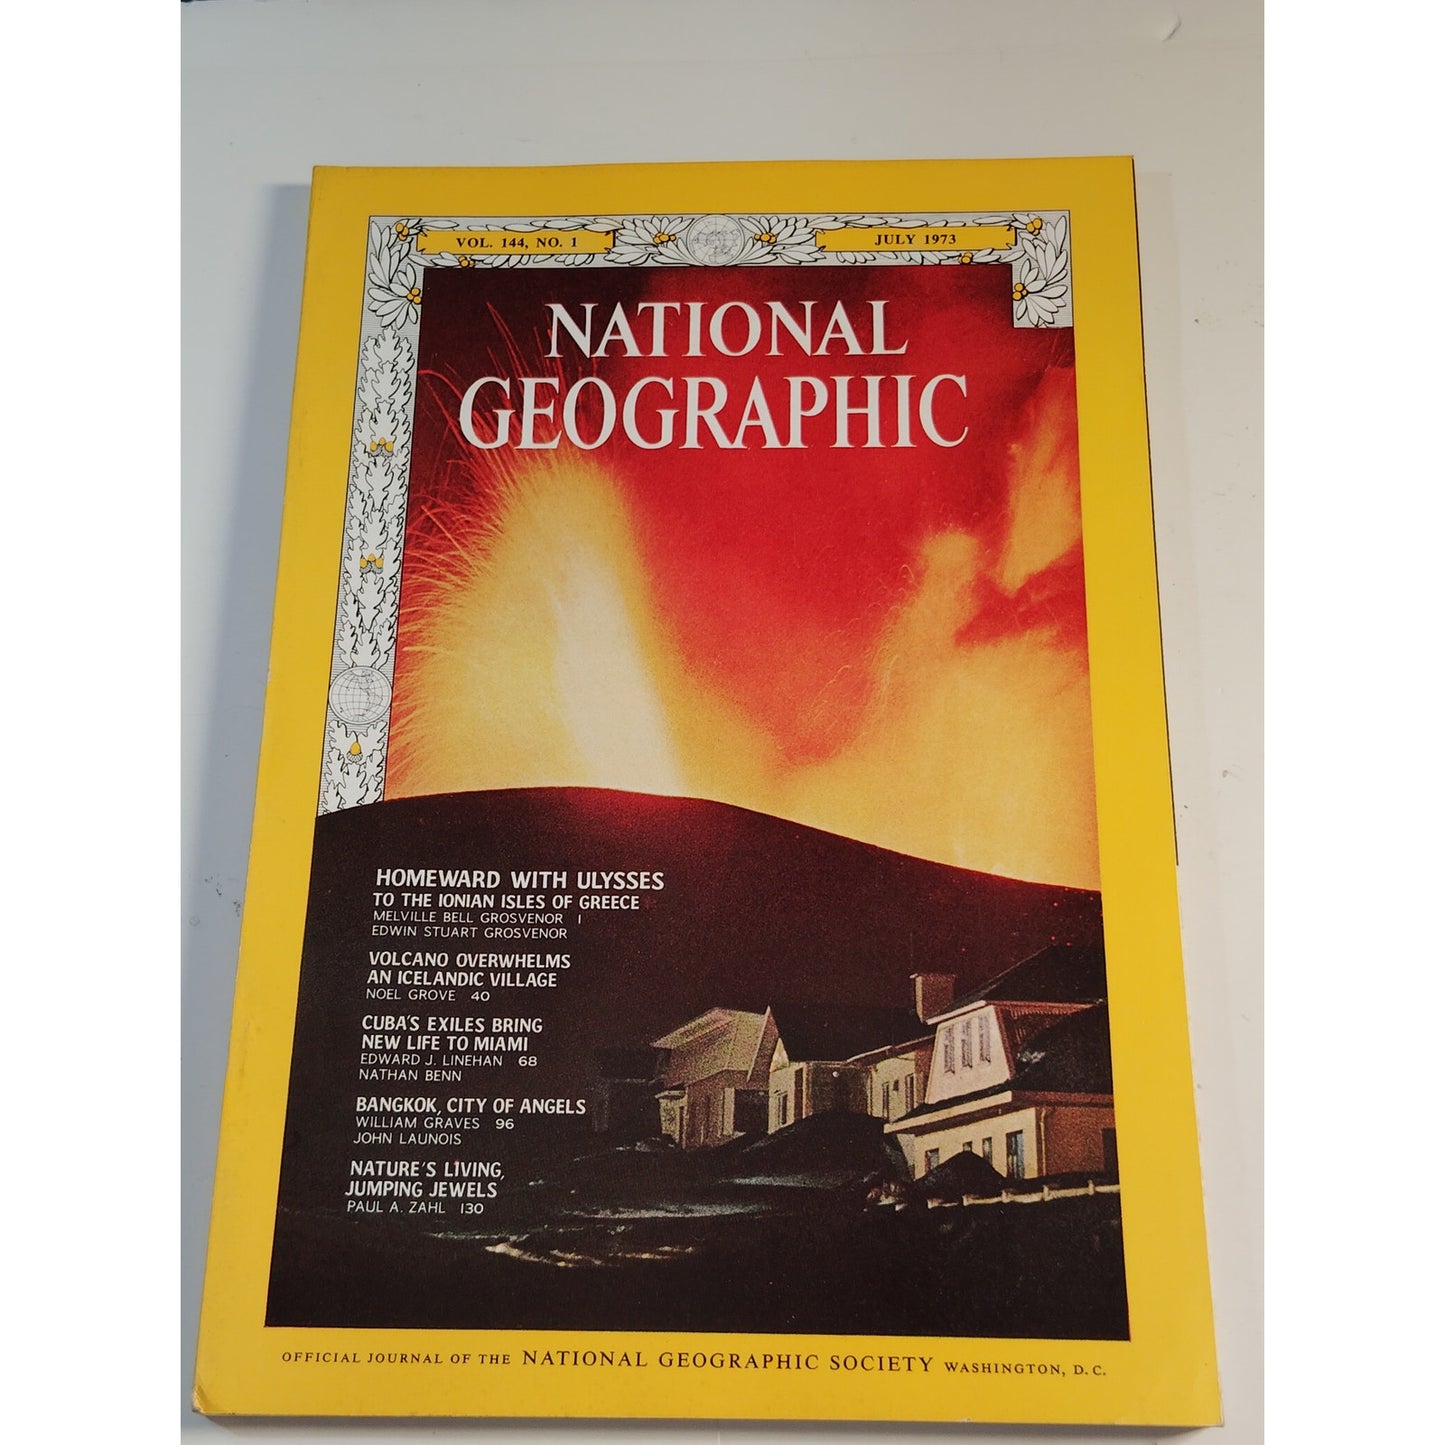 VOL. 144, NO. 1
JULY 1973
NATIONAL
GEOGRAPHIC
HOMEWARD WITH ULYSSES
TO THE IONIAN ISLES OF GREECE
MELVILLE BELL GROSVENOR 1
EDWIN STUART GROSVENOR
VOLCANO OVERWHELMS
AN ICELANDIC VILLAGE
NOEL GROVE 40
CUBA'S EXILES BRING
NEW LIFE TO MIAMI
EDWARD J. LINEHAN 68
NATHAN BENN
BANGKOK, CITY OF ANGELS
WILLIAM GRAVES 96
JOHN LAUNOIS
NATURE'S LIVING,
JUMPING JEWELS
PAUL A. ZAHL 130
OFFICIAL JOURNAL OF THE NATIONAL GEOGRAPHIC SOCIETY WASHINGTON, D.C.